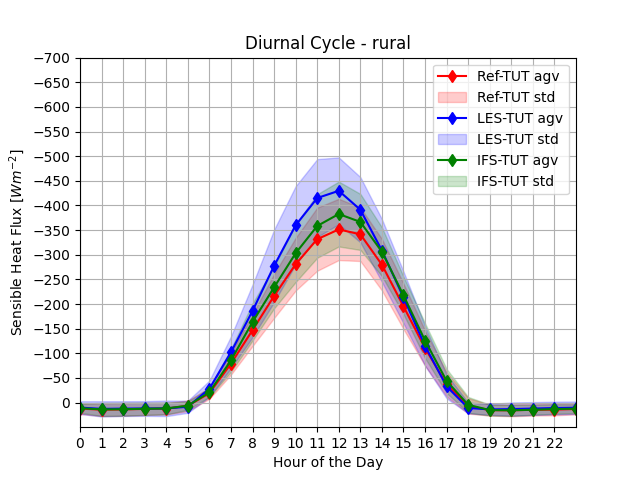 Diurnal Cycle - rural
Sensible Heat Flux [Wm⁻²]
−700
−650
−600
−550
−500
−450
−400
−350
−300
−250
−200
−150
−100
−50
0
Ref-TUT agv
Ref-TUT std
LES-TUT agv
LES-TUT std
IFS-TUT agv
IFS-TUT std
0 1 2 3 4 5 6 7 8 9 10 11 12 13 14 15 16 17 18 19 20 21 22
Hour of the Day